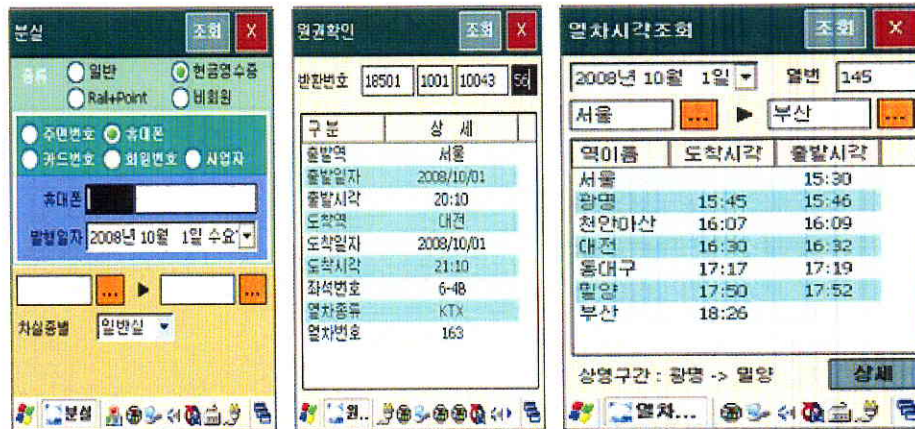 분실 조회 X
종류 일반 현금영수증
Rail+Point 비회원
주민번호 휴대폰
카드번호 회원번호 사업자
휴대폰
발행일자 2008년 10월 1일 수요
... ▶ ...
차실종별 일반실
분실
원권확인 조회 X
반환번호 18501 1001 10043 56
구분 상 세
출발역 서울
출발일자 2008/10/01
출발시각 20:10
도착역 대전
도착일자 2008/10/01
도착시각 21:10
좌석번호 6-4B
열차종류 KTX
열차번호 163
원..
열차시각조회 조회 X
2008년 10월 1일 열번 145
서울 ... ▶ 부산 ...
역이름 도착시각 출발시각
서울 15:30
광명 15:45 15:46
천안아산 16:07 16:09
대전 16:30 16:32
동대구 17:17 17:19
밀양 17:50 17:52
부산 18:26
상영구간 : 광명 -> 밀양 상세
열차...